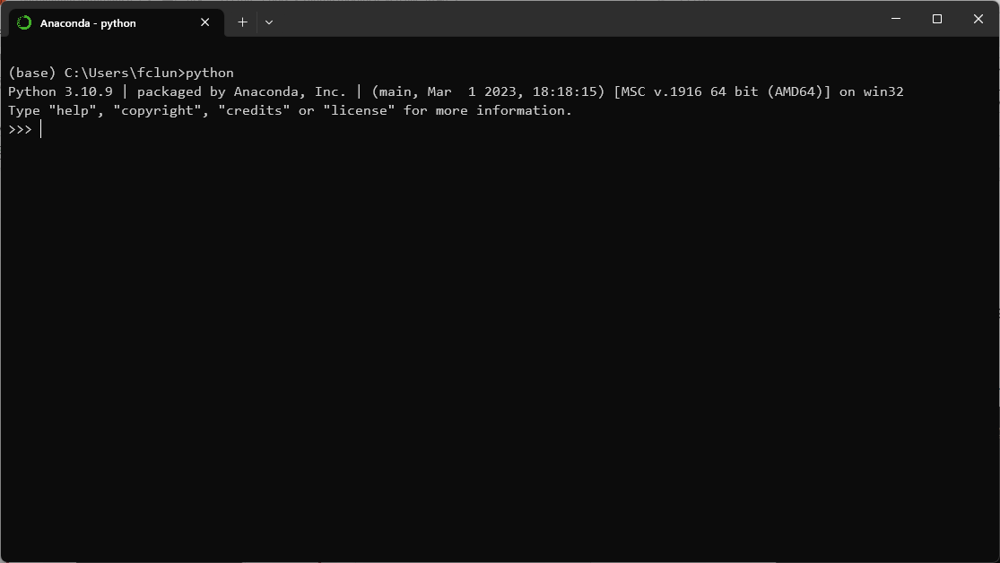 Anaconda - python
(base) C:\Users\fclun>python
Python 3.10.9 | packaged by Anaconda, Inc. | (main, Mar  1 2023, 18:18:15) [MSC v.1916 64 bit (AMD64)] on win32
Type "help", "copyright", "credits" or "license" for more information.
>>>